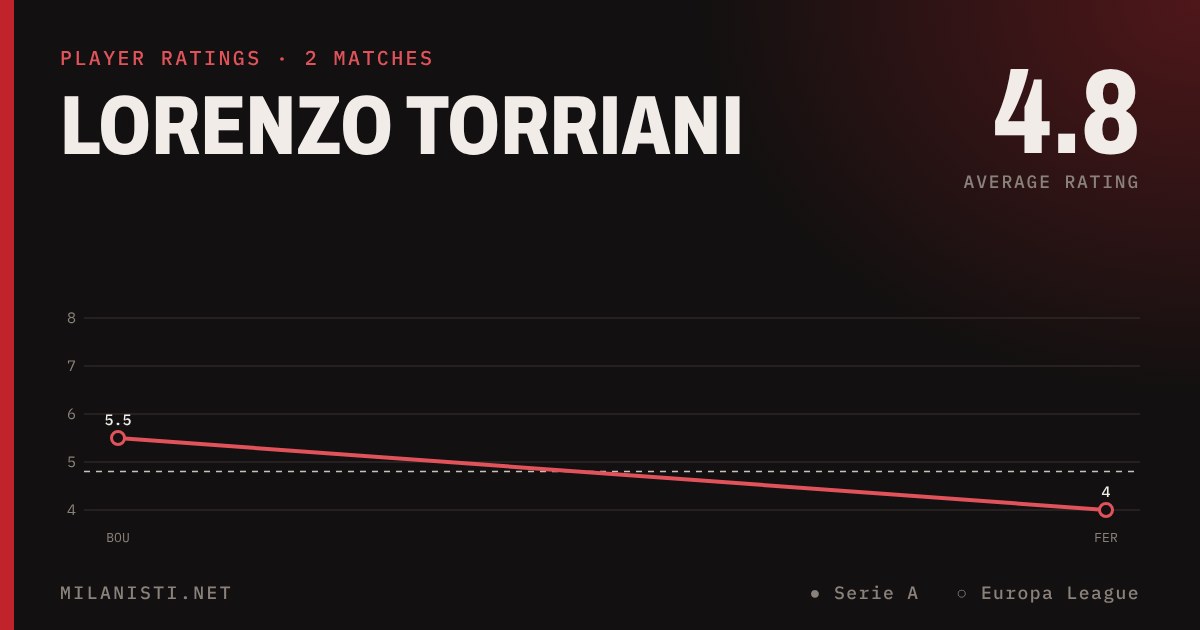 PLAYER RATINGS · 2 MATCHES
LORENZO TORRIANI
4.8
AVERAGE RATING
8
7
6
5.5
5
4
4
BOU
FER
MILANISTI.NET
● Serie A ○ Europa League